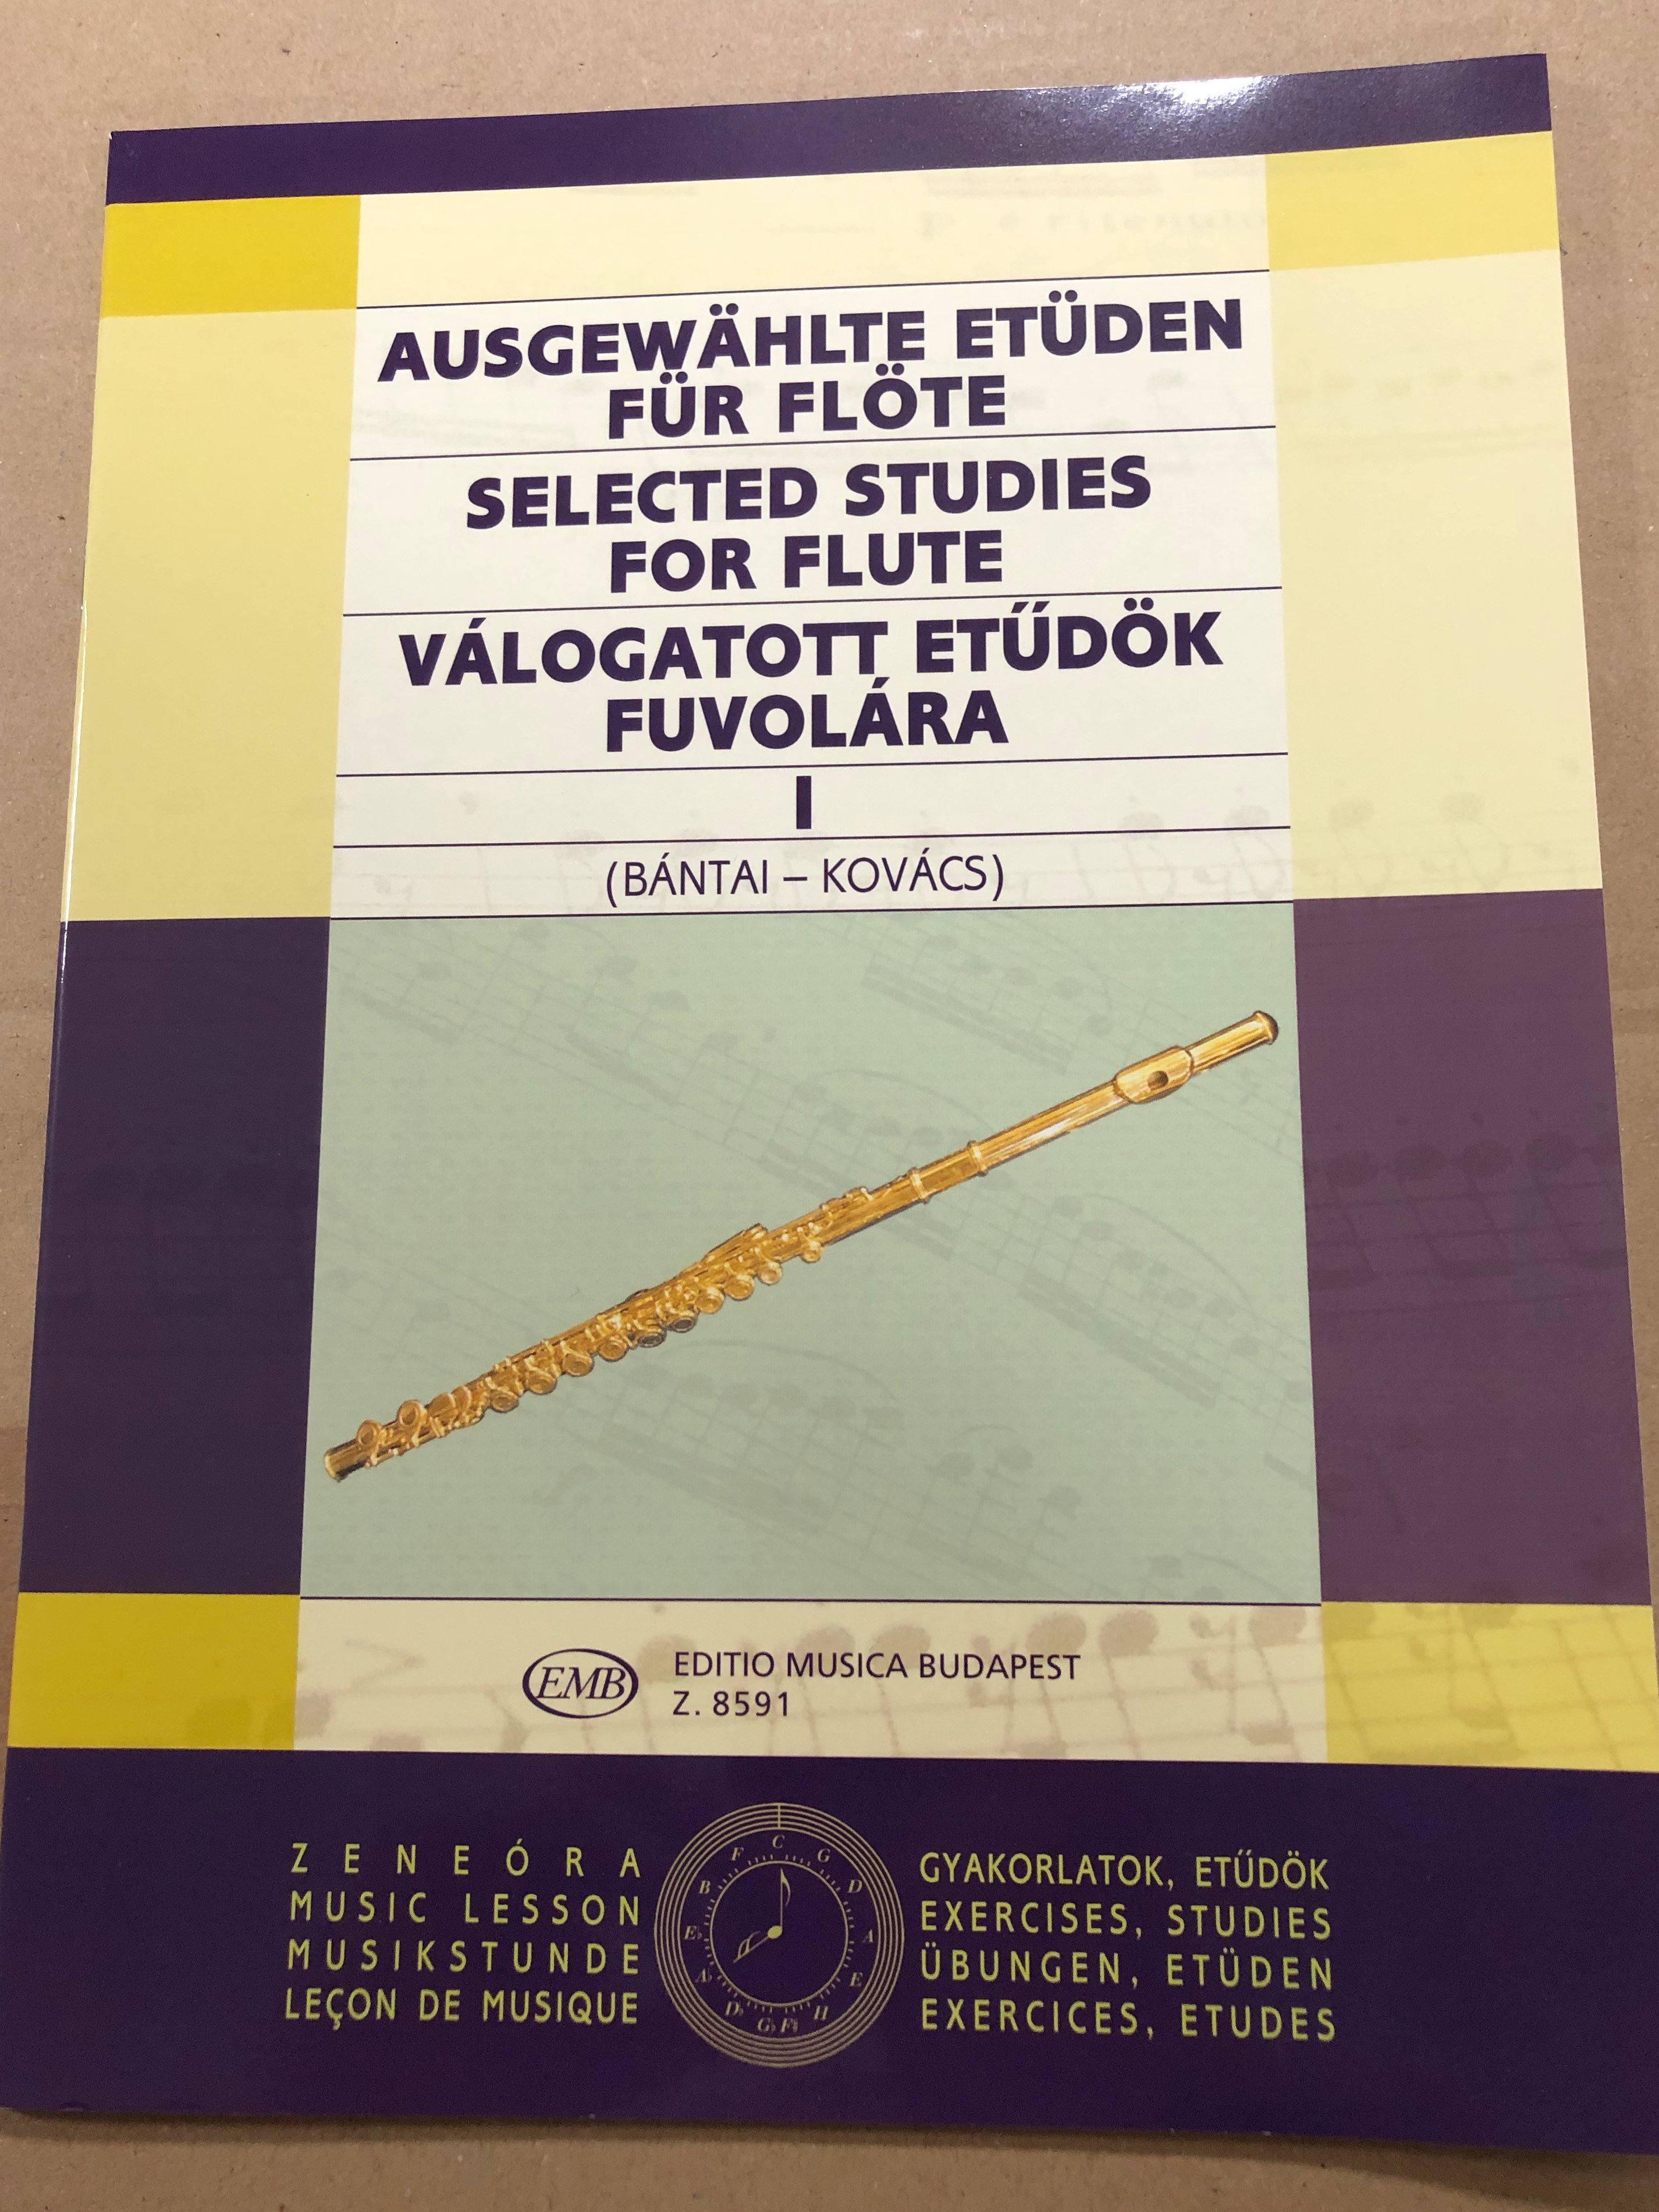 AUSGEWÄHLTE ETÜDEN
FÜR FLÖTE
SELECTED STUDIES
FOR FLUTE
VÁLOGATOTT ETŰDÖK
FUVOLÁRA
I
(BÁNTAI – KOVÁCS)
EMB
EDITIO MUSICA BUDAPEST
Z. 8591
ZENEÓRA
MUSIC LESSON
MUSIKSTUNDE
LEÇON DE MUSIQUE
C
G
D
A
E
H
F♯
G♭
D♭
A♭
E♭
B
F
GYAKORLATOK, ETŰDÖK
EXERCISES, STUDIES
ÜBUNGEN, ETÜDEN
EXERCICES, ETUDES